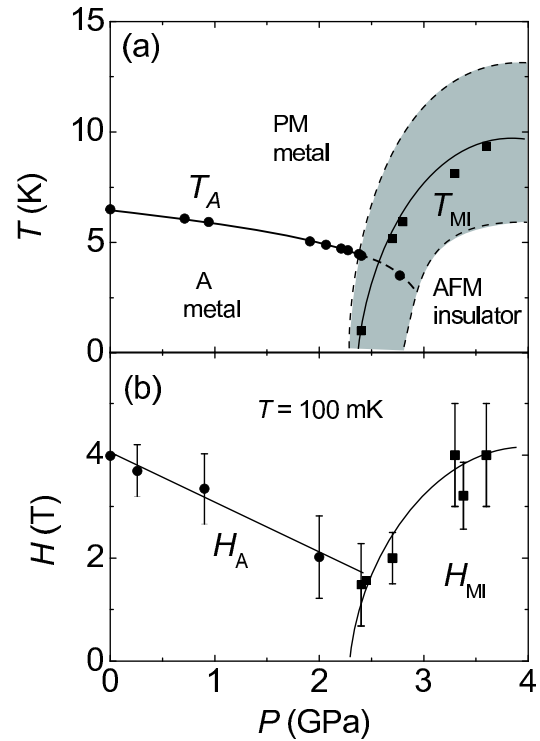 15
(a)
PM
metal
10
T (K)
T_A
T_MI
5
A
metal
AFM
insulator
0
(b)
T = 100 mK
4
H (T)
H_A
2
H_MI
0
0 1 2 3 4
P (GPa)